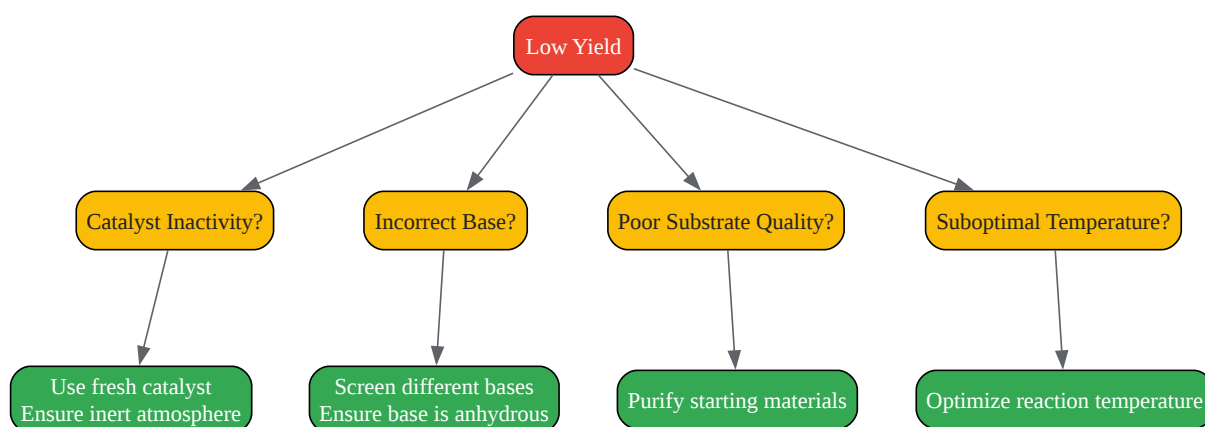 Low Yield
Catalyst Inactivity?
Incorrect Base?
Poor Substrate Quality?
Suboptimal Temperature?
Use fresh catalyst
Ensure inert atmosphere
Screen different bases
Ensure base is anhydrous
Purify starting materials
Optimize reaction temperature